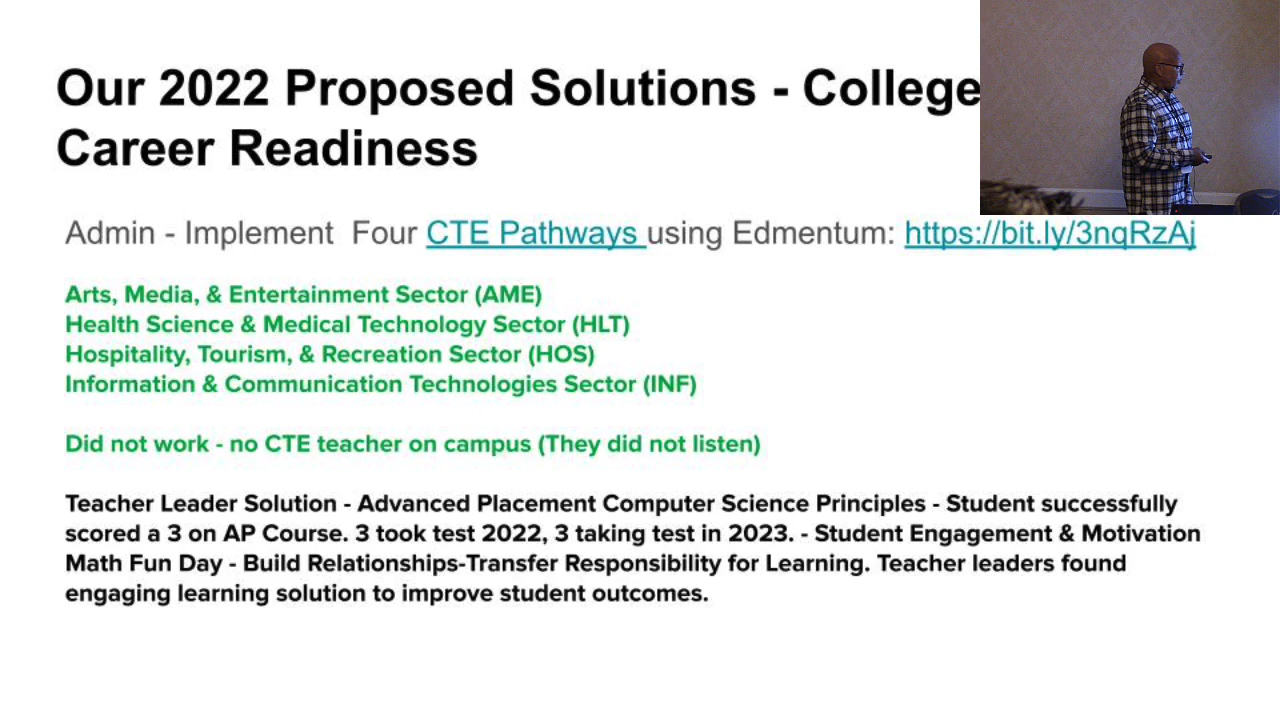 Our 2022 Proposed Solutions - College
Career Readiness
Admin - Implement Four CTE Pathways using Edmentum: https://bit.ly/3nqRzAj
Arts, Media, & Entertainment Sector (AME)
Health Science & Medical Technology Sector (HLT)
Hospitality, Tourism, & Recreation Sector (HOS)
Information & Communication Technologies Sector (INF)
Did not work - no CTE teacher on campus (They did not listen)
Teacher Leader Solution - Advanced Placement Computer Science Principles - Student successfully
scored a 3 on AP Course. 3 took test 2022, 3 taking test in 2023. - Student Engagement & Motivation
Math Fun Day - Build Relationships-Transfer Responsibility for Learning. Teacher leaders found
engaging learning solution to improve student outcomes.